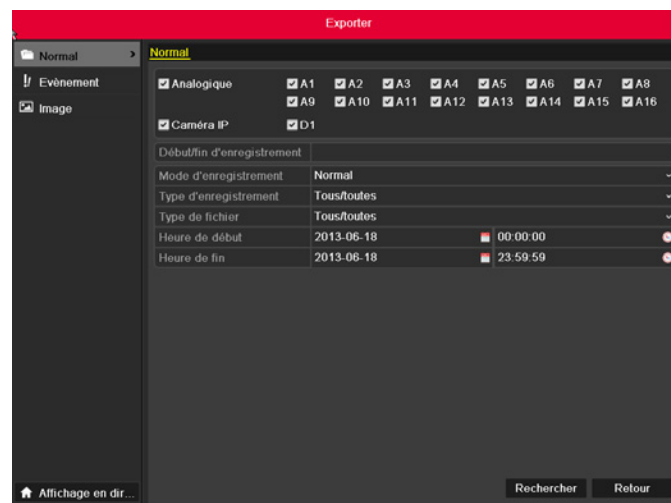 Exporter
Normal
Evènement
Image
Normal
Analogique A1 A2 A3 A4 A5 A6 A7 A8
A9 A10 A11 A12 A13 A14 A15 A16
Caméra IP D1
Début/fin d'enregistrement
Mode d'enregistrement Normal
Type d'enregistrement Tous/toutes
Type de fichier Tous/toutes
Heure de début 2013-06-18 00:00:00
Heure de fin 2013-06-18 23:59:59
Affichage en dir...
Rechercher Retour